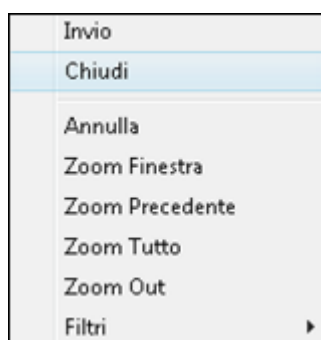 Invio
Chiudi
Annulla
Zoom Finestra
Zoom Precedente
Zoom Tutto
Zoom Out
Filtri